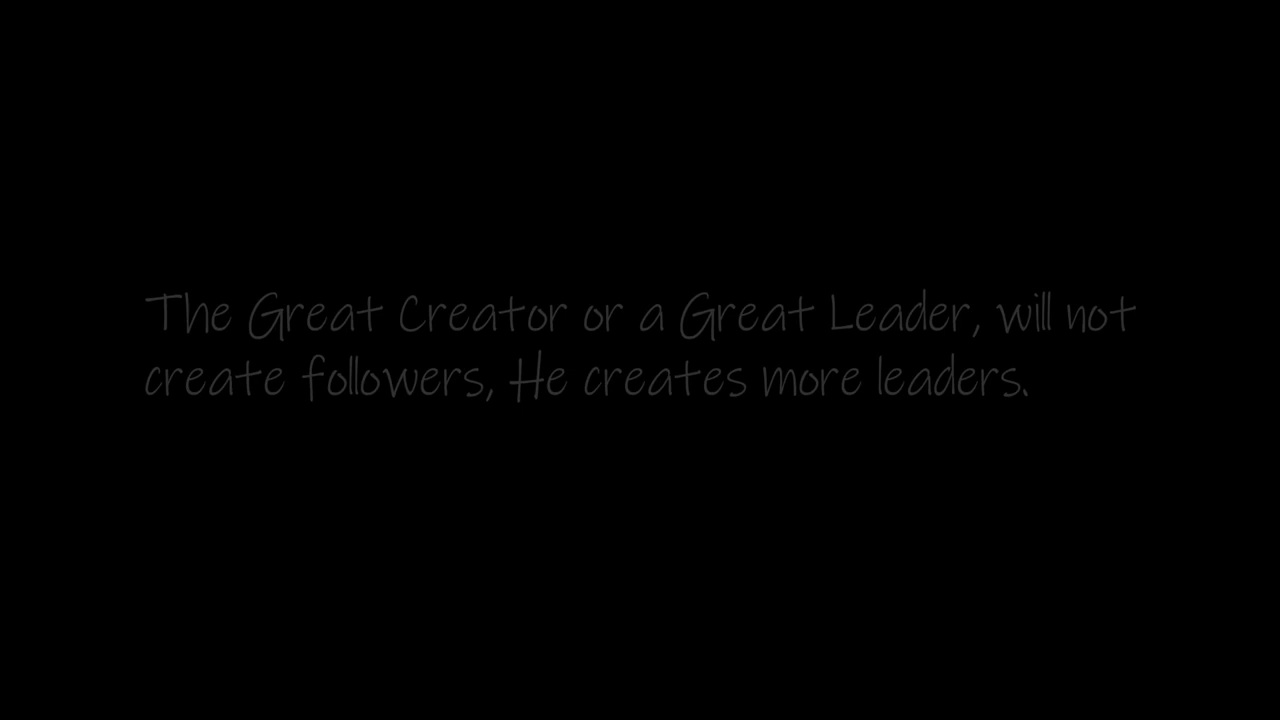 The Great Creator or a Great Leader, will not
create followers, He creates more leaders.